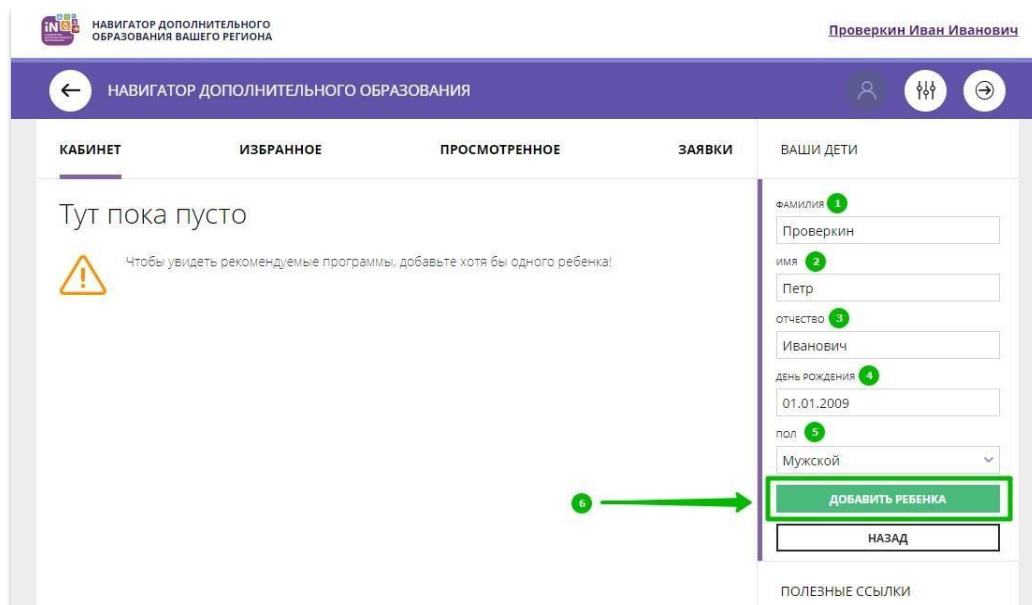 НАВИГАТОР ДОПОЛНИТЕЛЬНОГО
ОБРАЗОВАНИЯ ВАШЕГО РЕГИОНА
Проверкин Иван Иванович
НАВИГАТОР ДОПОЛНИТЕЛЬНОГО ОБРАЗОВАНИЯ
КАБИНЕТ ИЗБРАННОЕ ПРОСМОТРЕННОЕ ЗАЯВКИ
Тут пока пусто
Чтобы увидеть рекомендуемые программы, добавьте хотя бы одного ребенка!
ВАШИ ДЕТИ
ФАМИЛИЯ 1
Проверкин
ИМЯ 2
Петр
ОТЧЕСТВО 3
Иванович
ДЕНЬ РОЖДЕНИЯ 4
01.01.2009
ПОЛ 5
Мужской
6 ДОБАВИТЬ РЕБЕНКА
НАЗАД
ПОЛЕЗНЫЕ ССЫЛКИ